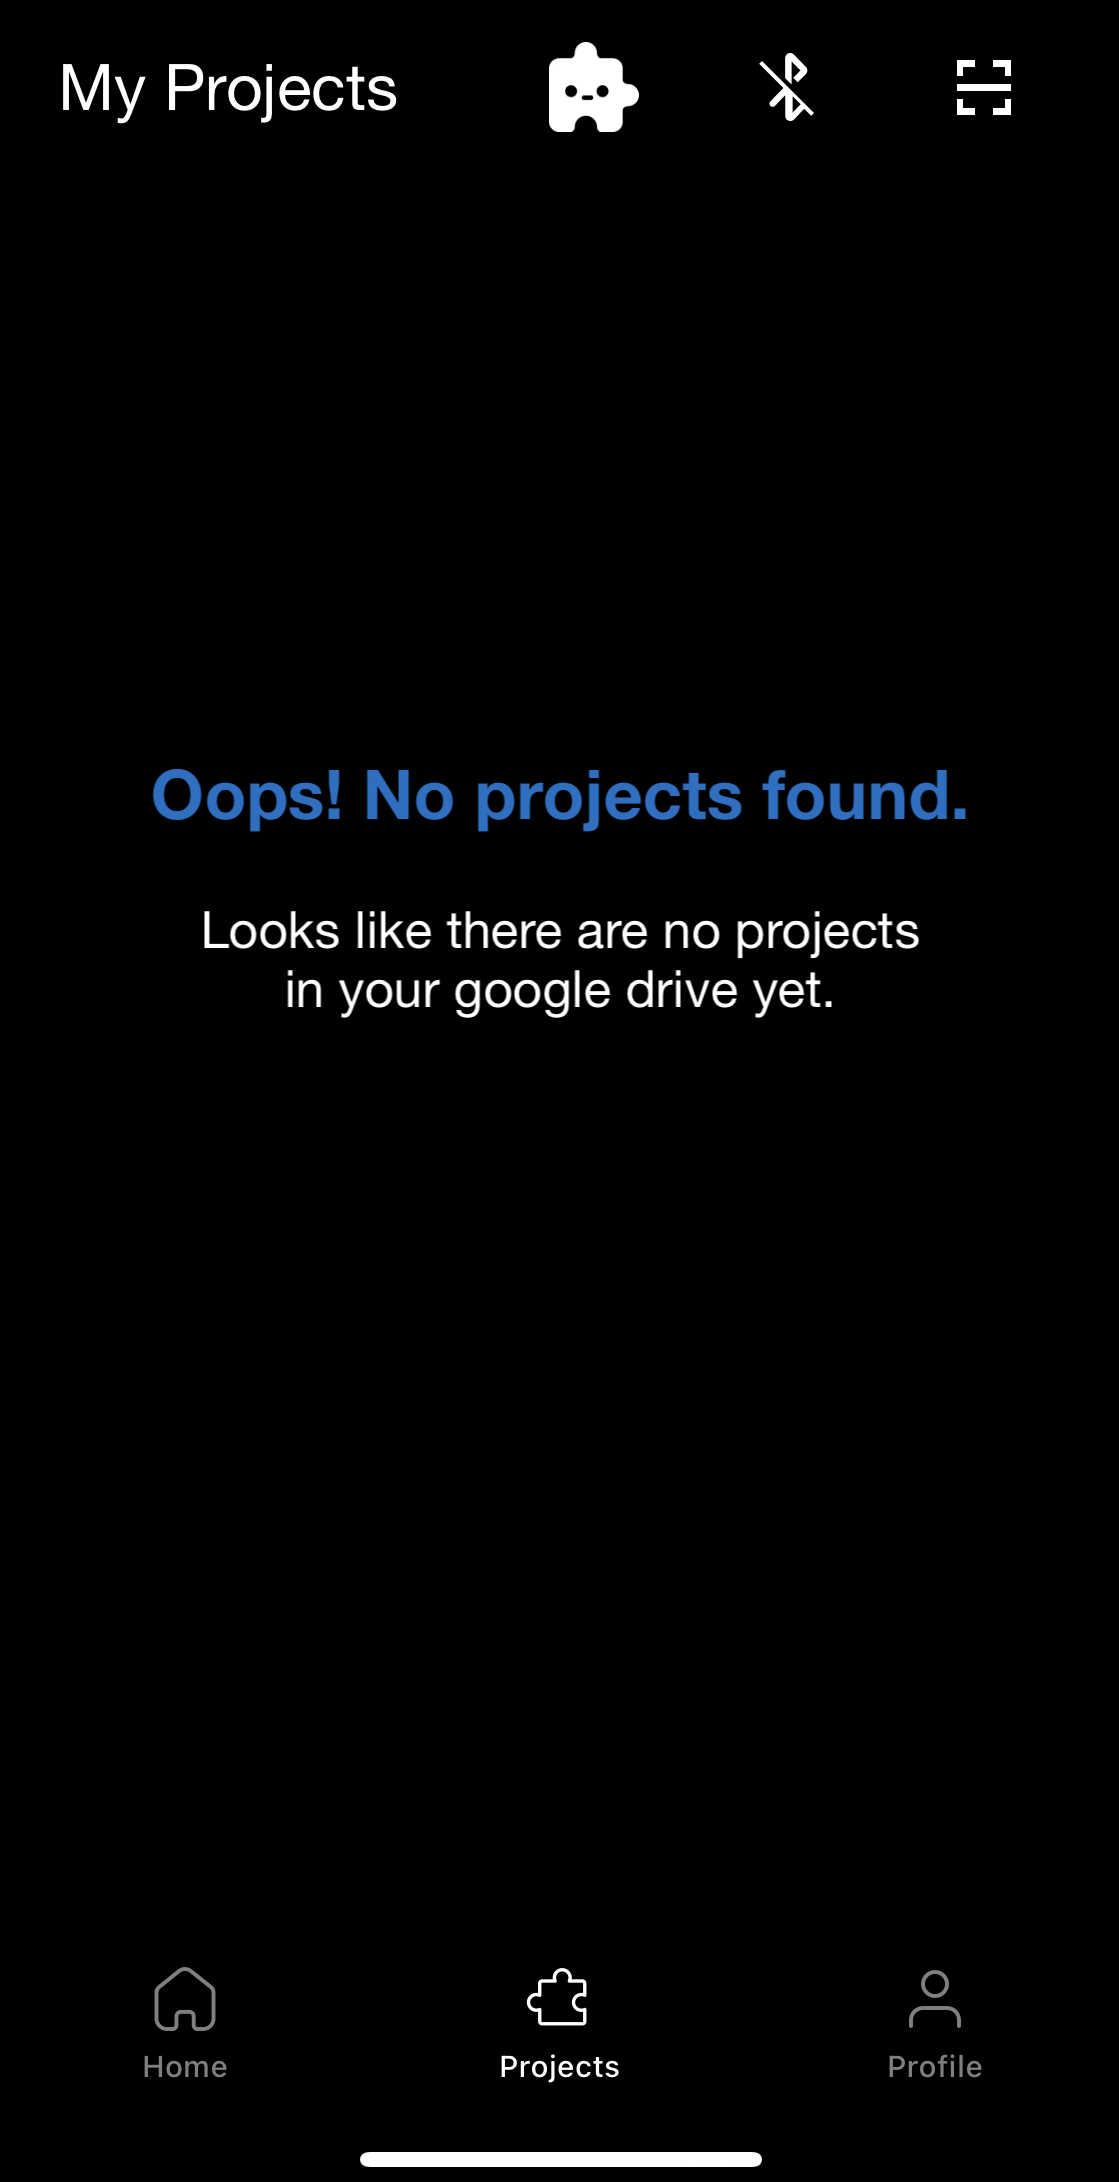 My Projects
Oops! No projects found.
Looks like there are no projects
in your google drive yet.
Home
Projects
Profile